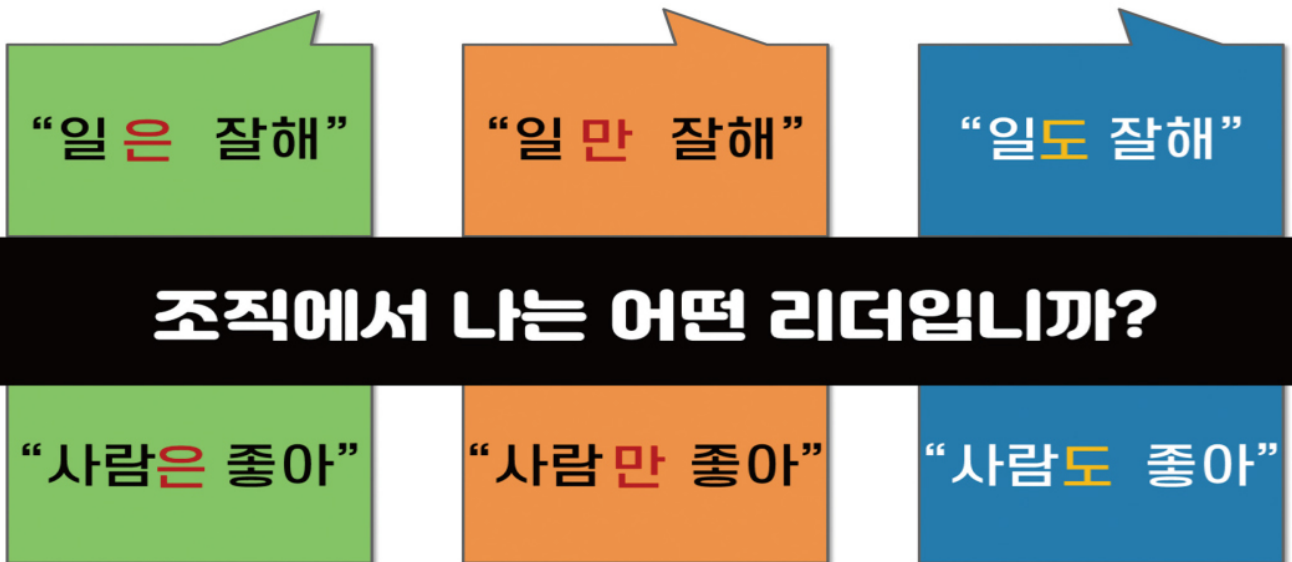 “일은 잘해”
“일만 잘해”
“일도 잘해”
조직에서 나는 어떤 리더입니까?
“사람은 좋아”
“사람만 좋아”
“사람도 좋아”